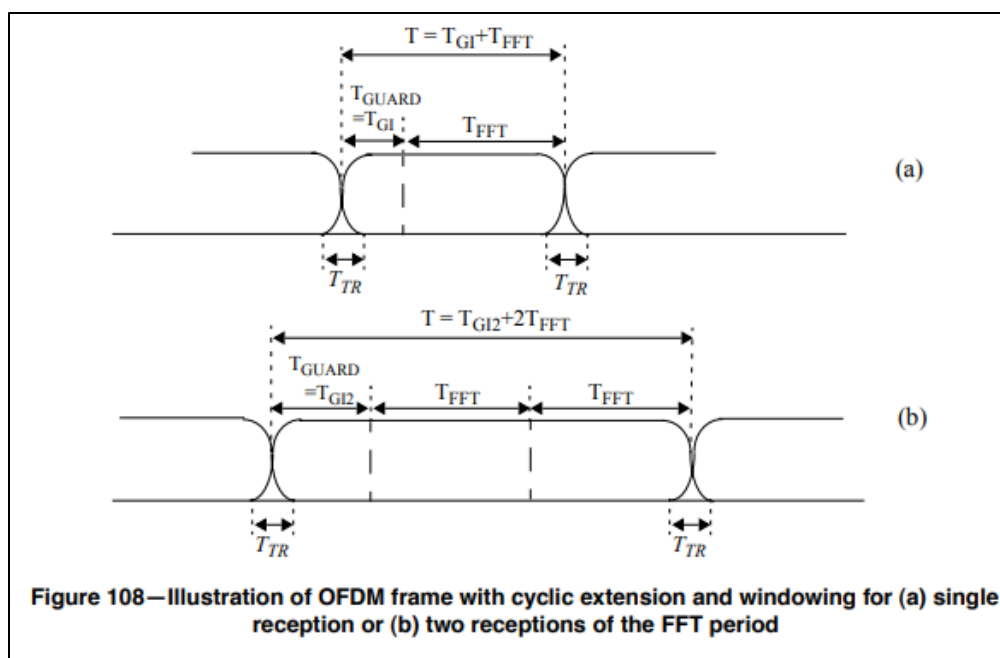 T = TGI+TFFT
TGUARD
=TGI
TFFT
(a)
TTR
TTR
T = TGI2+2TFFT
TGUARD
=TGI2
TFFT
TFFT
(b)
TTR
TTR
Figure 108—Illustration of OFDM frame with cyclic extension and windowing for (a) single
reception or (b) two receptions of the FFT period